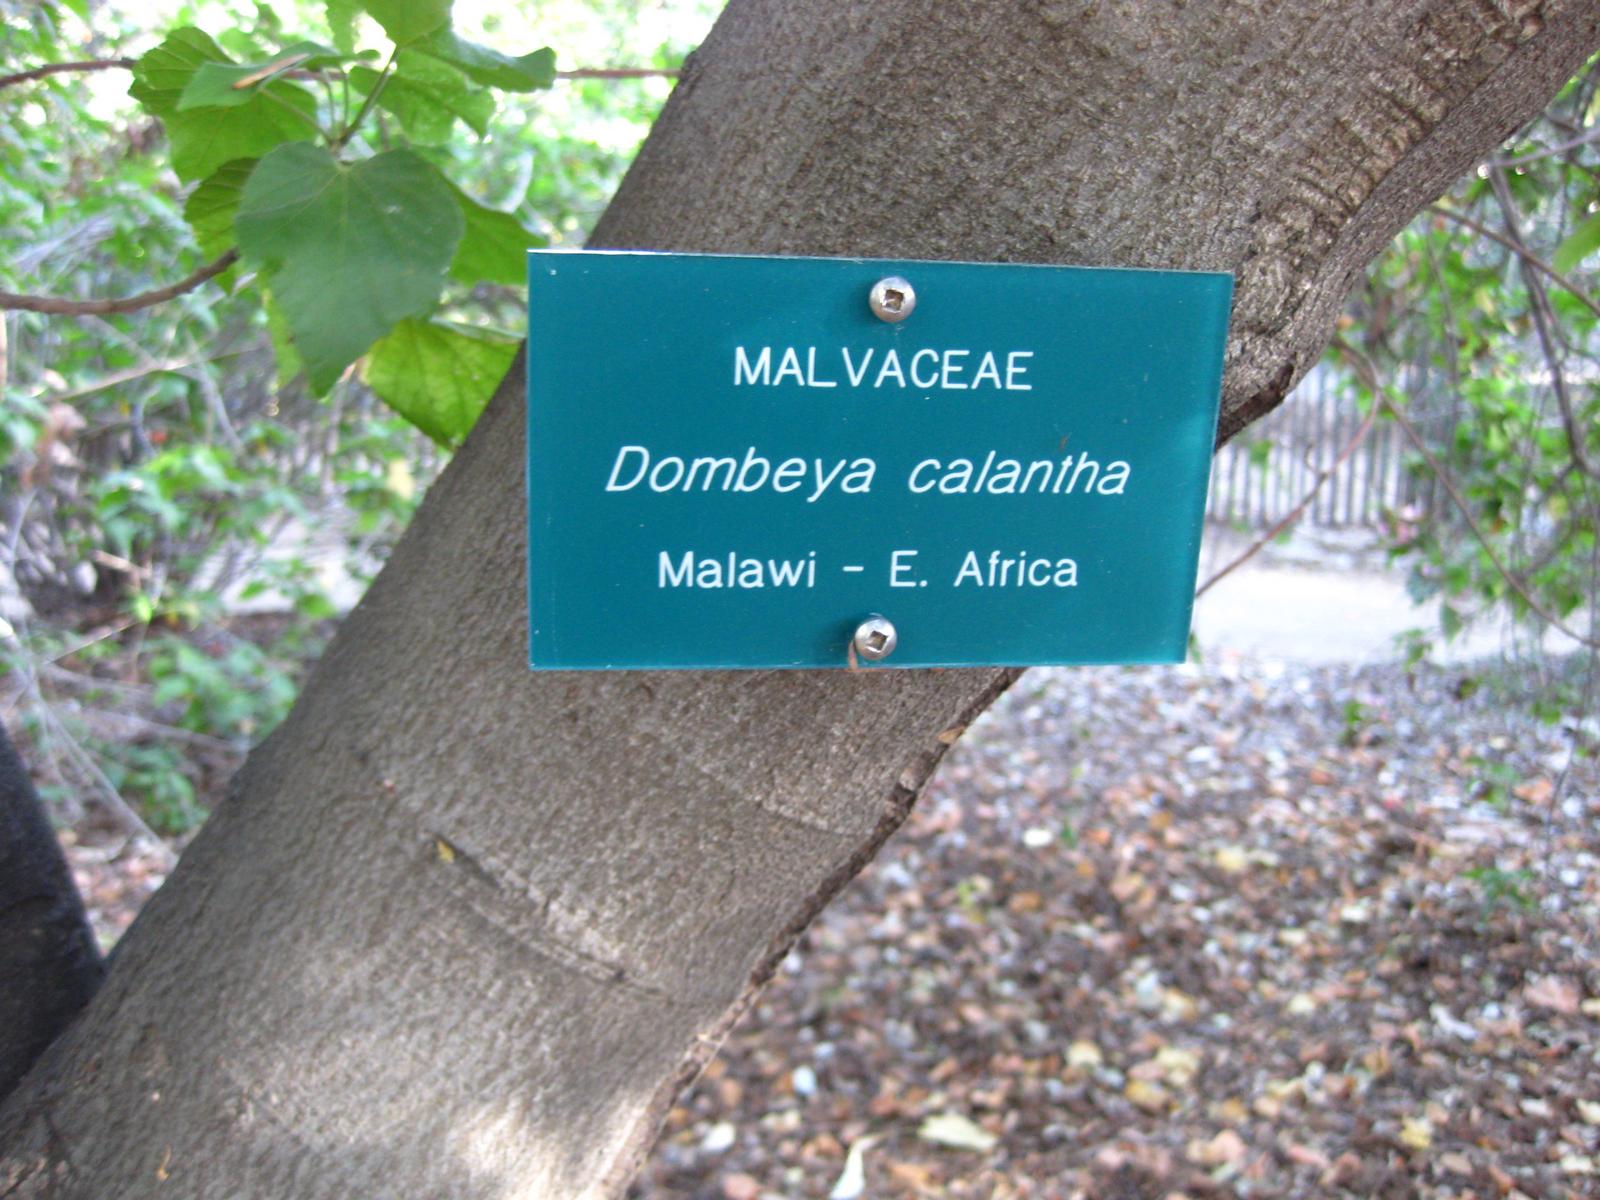 MALVACEAE
Dombeya calantha
Malawi - E. Africa